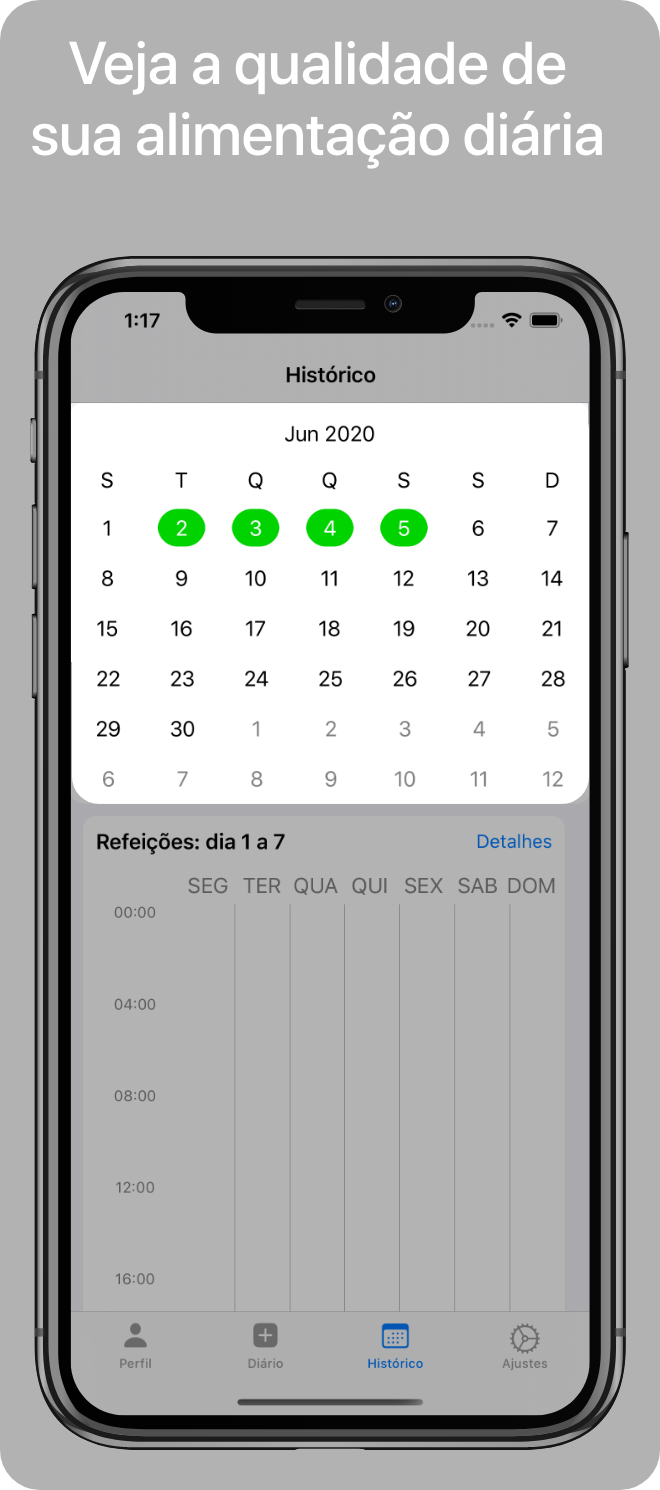 Veja a qualidade de
sua alimentação diária
1:17
Histórico
Jun 2020
S T Q Q S S D
1 2 3 4 5 6 7
8 9 10 11 12 13 14
15 16 17 18 19 20 21
22 23 24 25 26 27 28
29 30 1 2 3 4 5
6 7 8 9 10 11 12
Refeições: dia 1 a 7 Detalhes
SEG TER QUA QUI SEX SAB DOM
00:00
04:00
08:00
12:00
16:00
Perfil Diário Histórico Ajustes